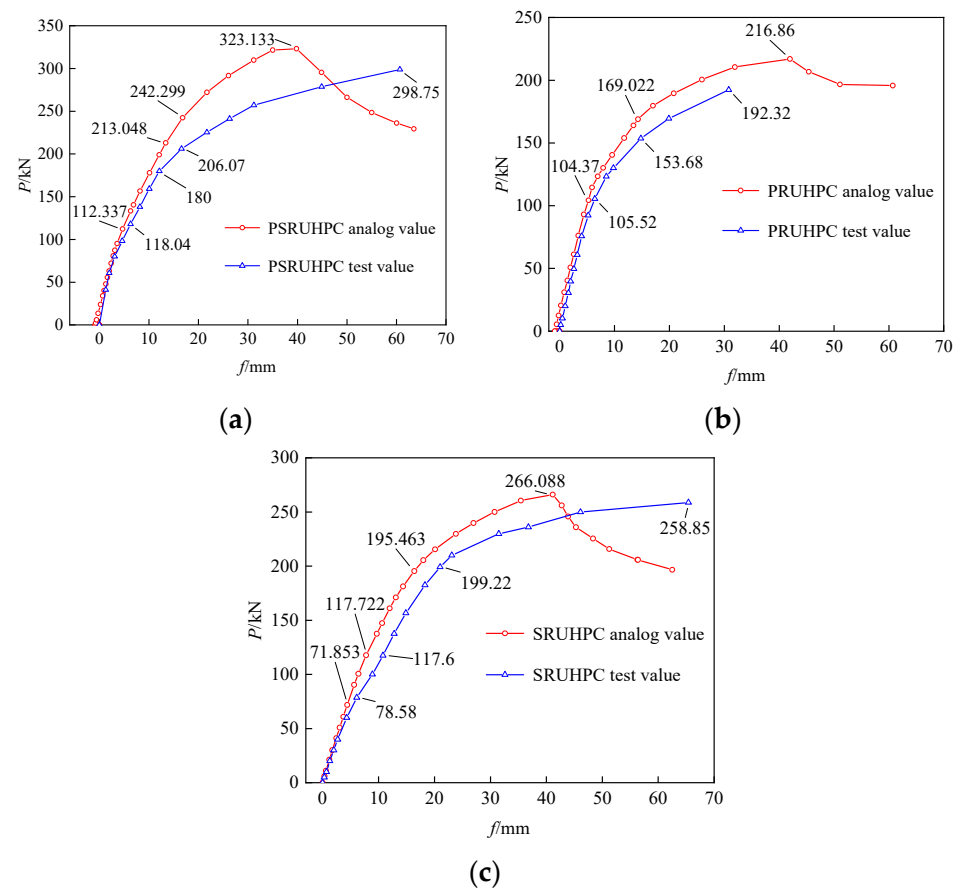 350
300
250
200
150
100
50
0
P/kN
323.133
242.299
213.048
112.337
298.75
206.07
180
118.04
PSRUHPC analog value
PSRUHPC test value
0 10 20 30 40 50 60 70
f/mm
(a)
250
200
150
100
50
0
P/kN
216.86
169.022
104.37
192.32
153.68
105.52
PRUHPC analog value
PRUHPC test value
0 10 20 30 40 50 60 70
f/mm
(b)
300
250
200
150
100
50
0
P/kN
266.088
195.463
117.722
71.853
258.85
199.22
117.6
78.58
SRUHPC analog value
SRUHPC test value
0 10 20 30 40 50 60 70
f/mm
(c)